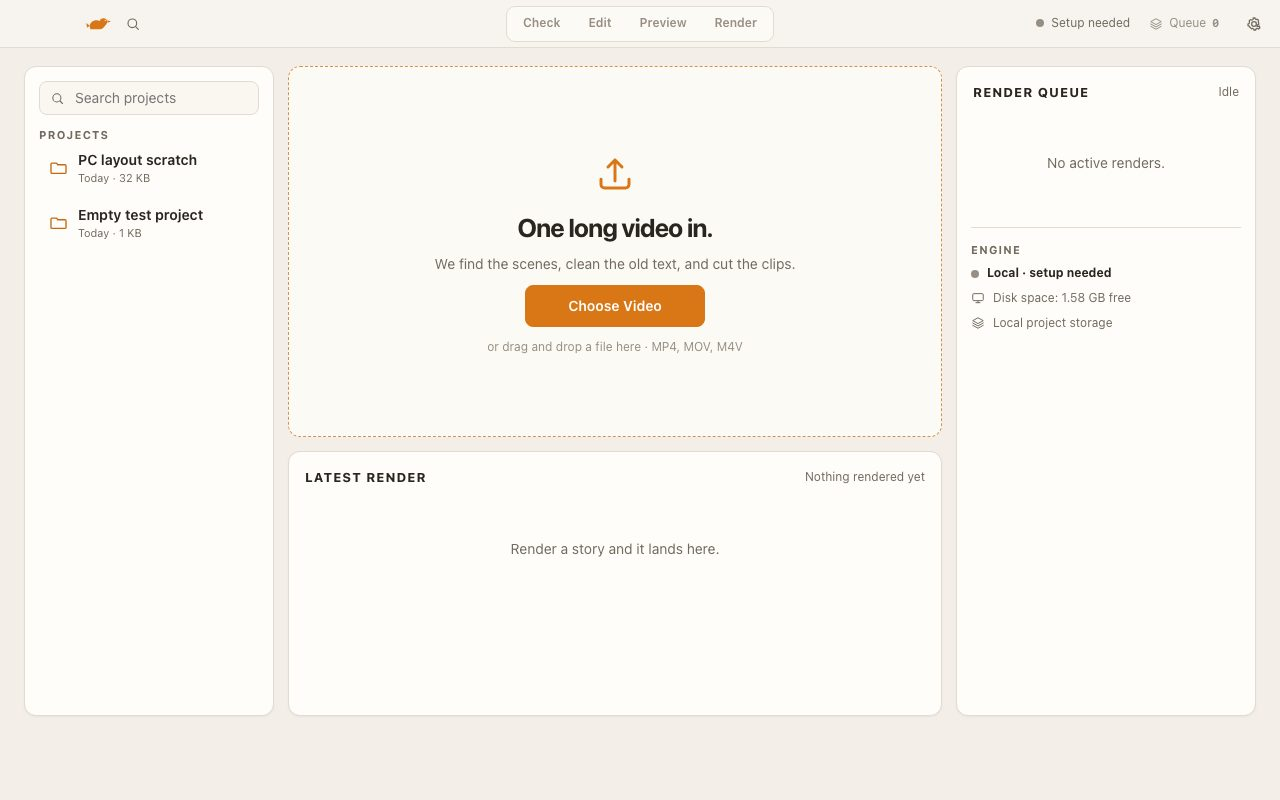 Check Edit Preview Render
Setup needed
Queue 0
Search projects
PROJECTS
PC layout scratch
Today · 32 KB
Empty test project
Today · 1 KB
One long video in.
We find the scenes, clean the old text, and cut the clips.
Choose Video
or drag and drop a file here · MP4, MOV, M4V
LATEST RENDER
Nothing rendered yet
Render a story and it lands here.
RENDER QUEUE
Idle
No active renders.
ENGINE
Local · setup needed
Disk space: 1.58 GB free
Local project storage